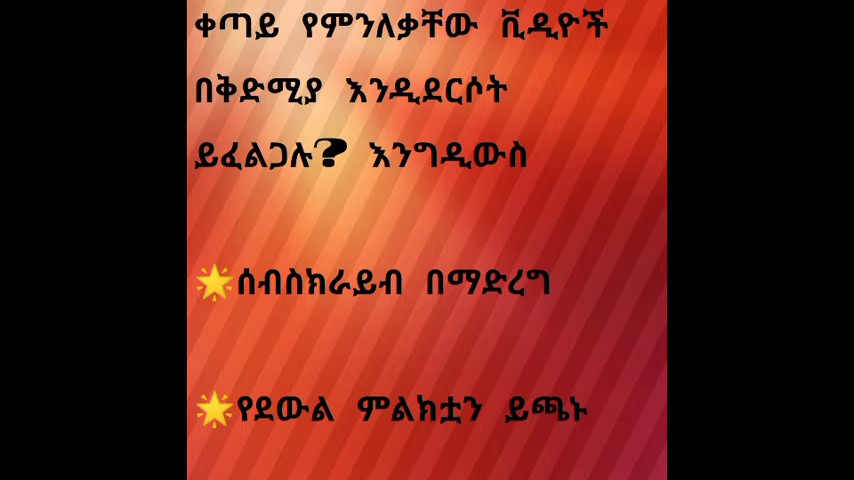 ቀጣይ የምንለቃቸው ቪዲዮች
በቅድሚያ እንዲደርሶት
ይፈልጋሉ? እንግዲውስ
🌟ሰብስክራይብ በማድረግ
🌟የደውል ምልክቷን ይጫኑ